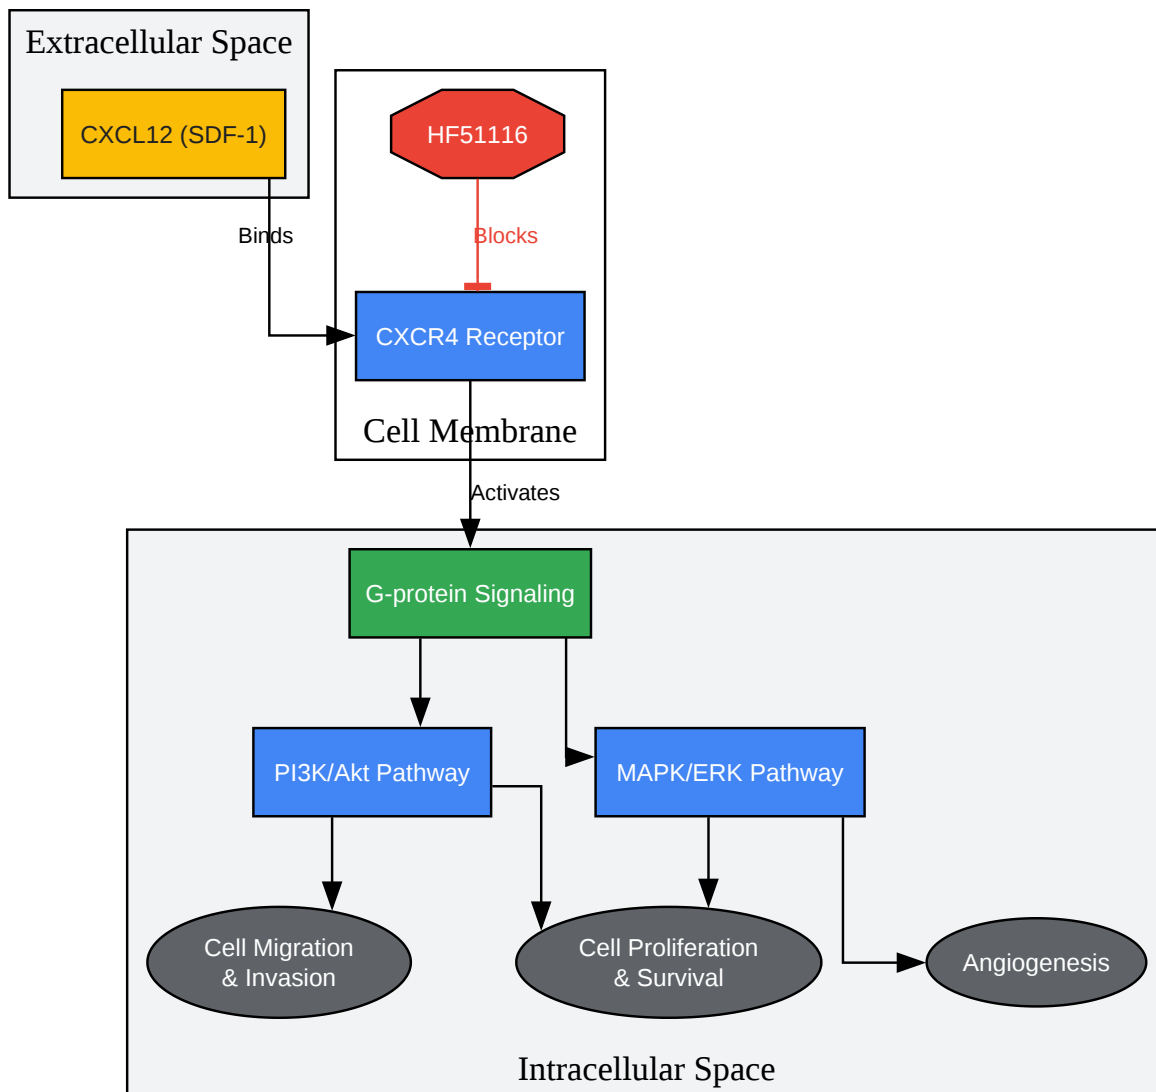 Extracellular Space
CXCL12 (SDF-1)
HF51116
Binds
Blocks
CXCR4 Receptor
Cell Membrane
Activates
G-protein Signaling
PI3K/Akt Pathway
MAPK/ERK Pathway
Cell Migration
& Invasion
Cell Proliferation
& Survival
Angiogenesis
Intracellular Space